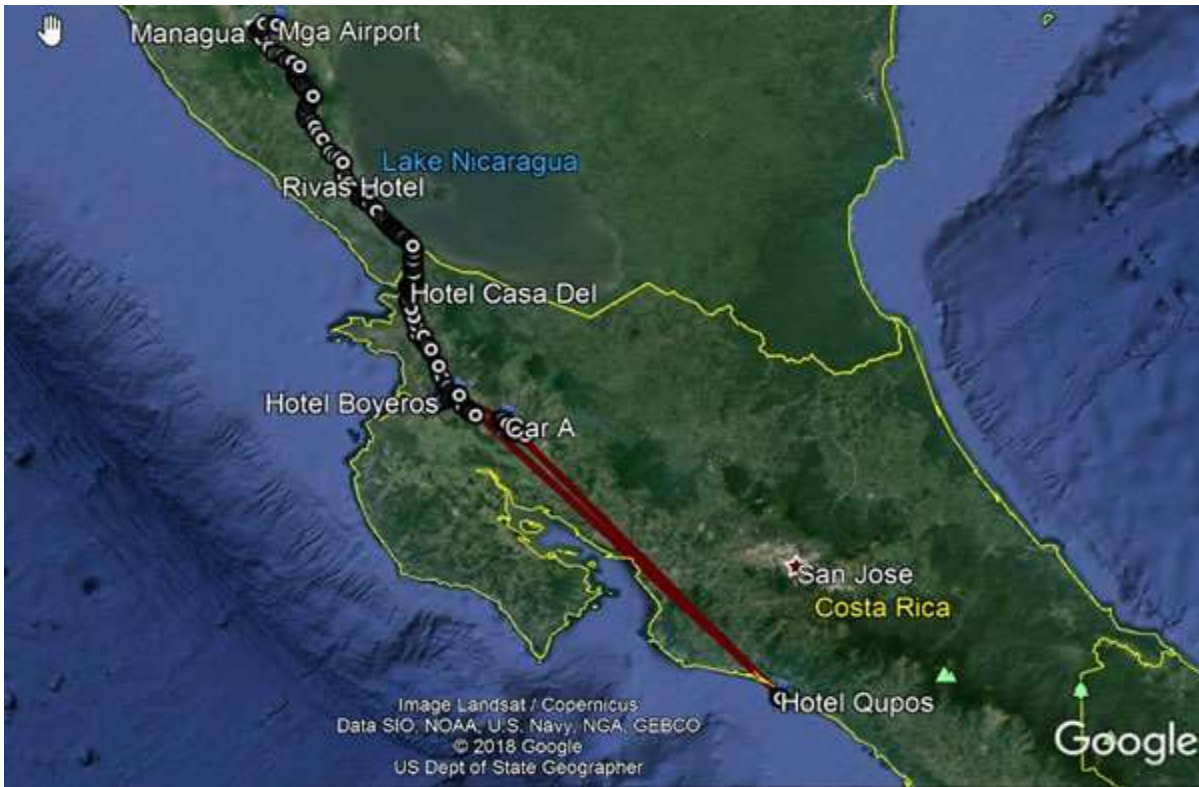 Managua
Mga Airport
Lake Nicaragua
Rivas Hotel
Hotel Casa Del
Hotel Boyeros
Car A
San Jose
Costa Rica
Hotel Qupos
Image Landsat / Copernicus
Data SIO, NOAA, U.S. Navy, NGA, GEBCO
© 2018 Google
US Dept of State Geographer
Google